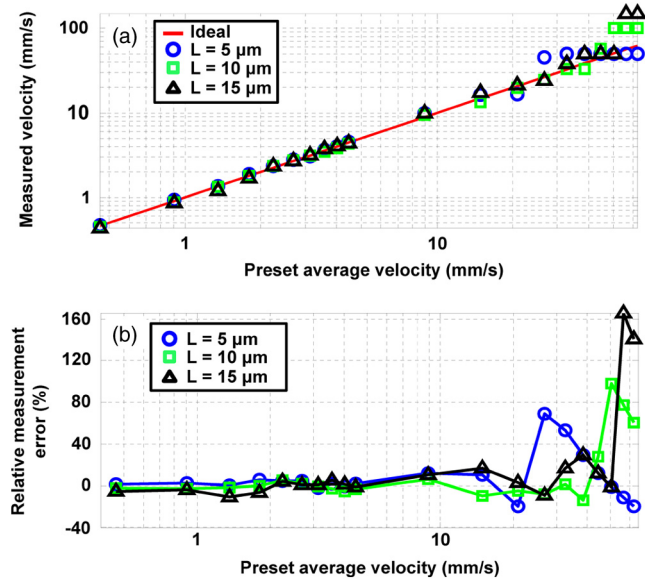 (a)
Ideal
L = 5 µm
L = 10 µm
L = 15 µm
Measured velocity (mm/s)
100
10
1
1
10
Preset average velocity (mm/s)
(b)
L = 5 µm
L = 10 µm
L = 15 µm
Relative measurement
error (%)
160
120
80
40
0
-40
1
10
Preset average velocity (mm/s)